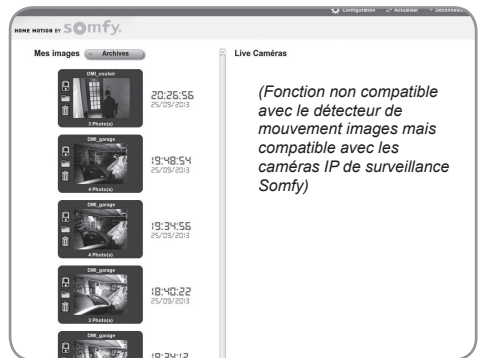 Configuration Actualiser Déconnexion
HOME MOTION BY somfy.
Mes images Archives
Live Caméras
DMI_couloir
3 Photo(s)
20:26:56
25/09/2013
DMI_garage
4 Photo(s)
19:48:54
25/09/2013
DMI_garage
4 Photo(s)
19:34:56
25/09/2013
DMI_garage
3 Photo(s)
18:40:22
25/09/2013
DMI_garage
(Fonction non compatible
avec le détecteur de
mouvement images mais
compatible avec les
caméras IP de surveillance
Somfy)